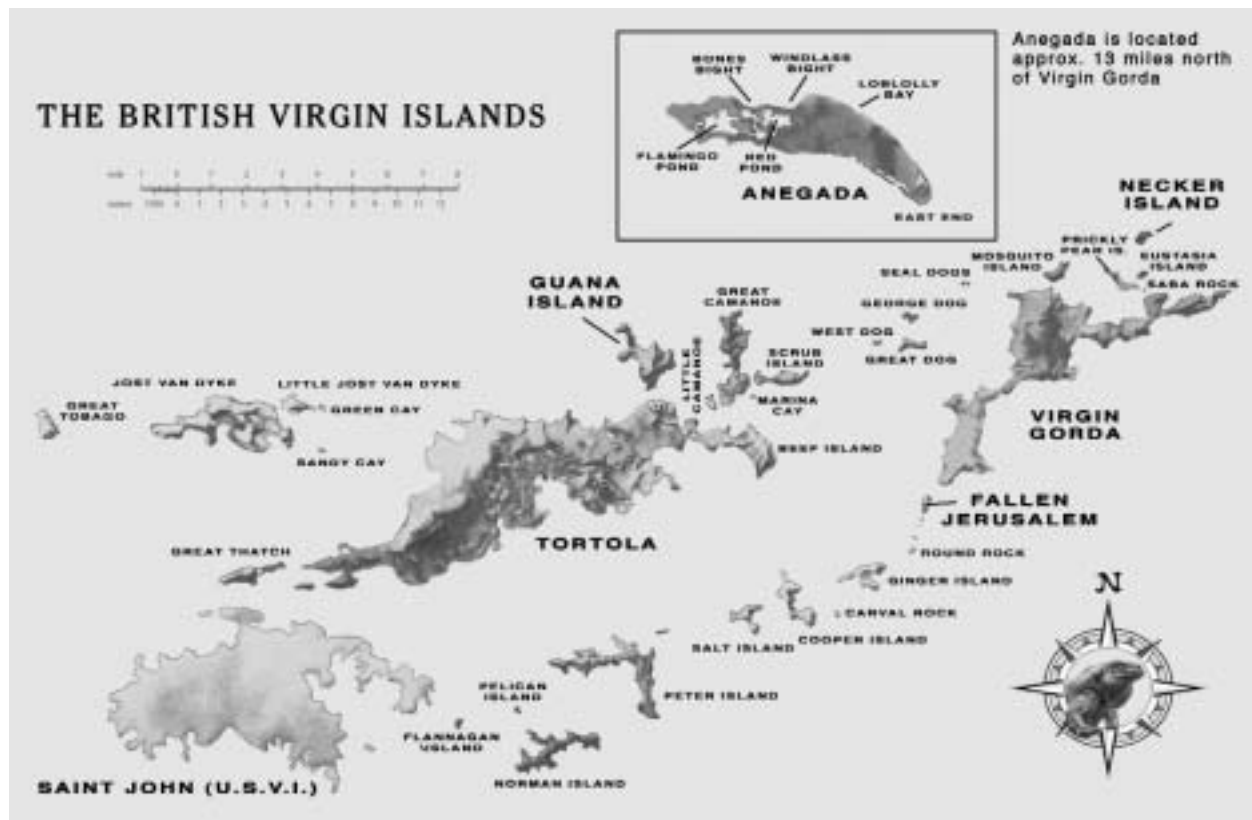 Anegada is located
approx. 13 miles north
of Virgin Gorda
BONES
BIGHT
WINDLASS
BIGHT
LOBLOLLY
BAY
THE BRITISH VIRGIN ISLANDS
FLAMINGO
POND
RED
POND
ANEGADA
EAST END
NECKER
ISLAND
PRICKLY
PEAR IS.
MOSQUITO
ISLAND
EUSTASIA
ISLAND
SABA ROCK
SEAL DOGS
GUANA
ISLAND
GREAT
CAMANOE
GEORGE DOG
WEST DOG
GREAT DOG
LITTLE
CAMANOE
SCRUB
ISLAND
MARINA
CAY
JOST VAN DYKE
LITTLE JOST VAN DYKE
GREAT
TOBAGO
GREEN CAY
SANDY CAY
VIRGIN
GORDA
BEEF ISLAND
FALLEN
JERUSALEM
TORTOLA
GREAT THATCH
ROUND ROCK
GINGER ISLAND
N
CARVAL ROCK
COOPER ISLAND
SALT ISLAND
PELICAN
ISLAND
PETER ISLAND
FLANNAGAN
ISLAND
NORMAN ISLAND
SAINT JOHN (U.S.V.I.)